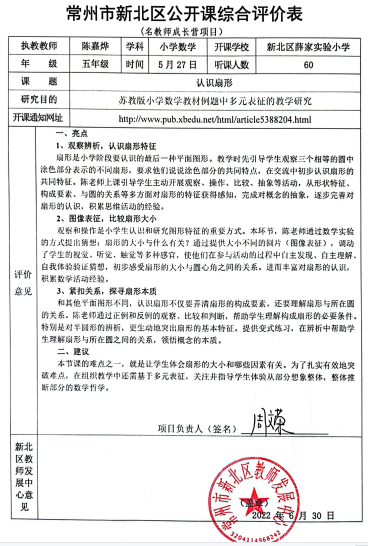 常州市新北区公开课综合评价表
(名教师成长营项目)
执教教师 陈嘉烨 学科 小学数学 开课学校 新北区薛家实验小学
年 级 五年级 时间 5 月 27 日 听课人数 60
课 题 认识扇形
研究目的 苏教版小学数学教材例题中多元表征的教学研究
开课通知网址 http://www.pub.xbedu.net/html/article5388204.html
评价意见
一、亮点
1、观察辨析，认识扇形特征
扇形是小学阶段要认识的最后一种平面图形。教学时先引导学生观察三个相等的圆中
涂色部分表示的不同扇形，要求他们说说涂色部分的共同特点，在交流中初步认识扇形的
共同特征。陈老师上课引导学生主动开展观察、操作、比较、抽象等活动，从形状特征、
构成要素、与圆的关系等多方面对扇形的特征获得感知，完成对概念的抽象，逐步完善对
扇形的认识，积累思维活动的经验。
2、图像表征，比较扇形大小
观察和操作是小学生认识和研究图形特征的重要方式。本环节，陈老师通过数学实验
的方式提出猜想：扇形的大小与什么有关？通过提供大小不同的圆片（图像表征），调动
了学生的视觉、听觉、触觉等多种感官，使他们在参与活动的过程中自主发现、自主理解、
自我体验验证猜想，初步感受扇形的大小与圆心角之间的关系。进而丰富对扇形的认识，
积累数学活动经验。
3、紧扣关系，探寻扇形本质
和其他平面图形不同，认识扇形不仅要弄清扇形的构成要素，还要理解扇形与所在圆
的关系。陈老师通过正例和反例的观察、比较和判断，帮助学生理解构成扇形的必要条件。
特别是对半圆形的辨析，更生动地突出扇形的基本特征。提供变式练习，在辨析中帮助学
生理解扇形与所在圆之间的关系，领悟概念的本质。
二、建议
本节课的难点之一，就是让学生体会扇形的大小和哪些因素有关。为了扎实有效地突
破难点，在组织教学中还需基于多元表征，关注并指导学生体验从部分想象整体，整体推
断部分的数学哲学。
项目负责人（签名）
新北区教师发展中心意见
常州市新北区教师发展中心
（盖章）
2022 年 6 月 30 日
3204114968242